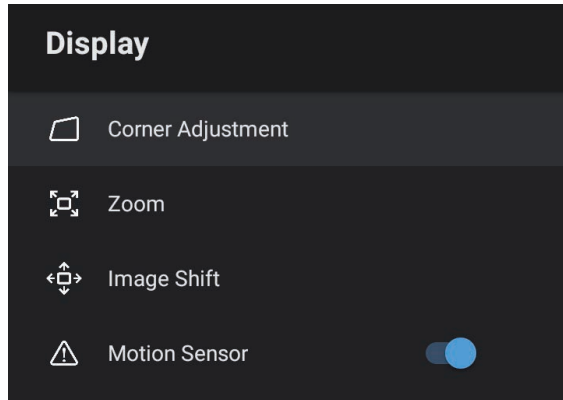 Display
Corner Adjustment
Zoom
Image Shift
Motion Sensor